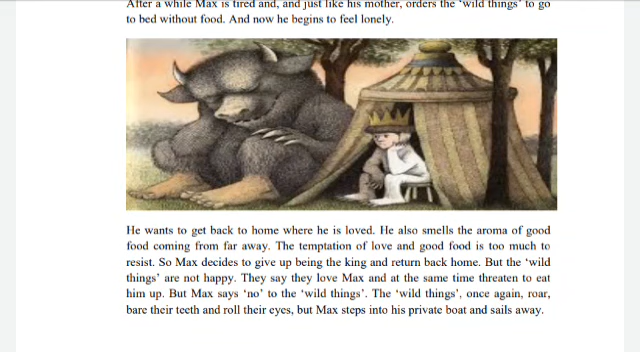 After a while Max is tired and, and just like his mother, orders the 'wild things' to go
to bed without food. And now he begins to feel lonely.
He wants to get back to home where he is loved. He also smells the aroma of good
food coming from far away. The temptation of love and good food is too much to
resist. So Max decides to give up being the king and return back home. But the 'wild
things' are not happy. They say they love Max and at the same time threaten to eat
him up. But Max says 'no' to the 'wild things'. The 'wild things', once again, roar,
bare their teeth and roll their eyes, but Max steps into his private boat and sails away.